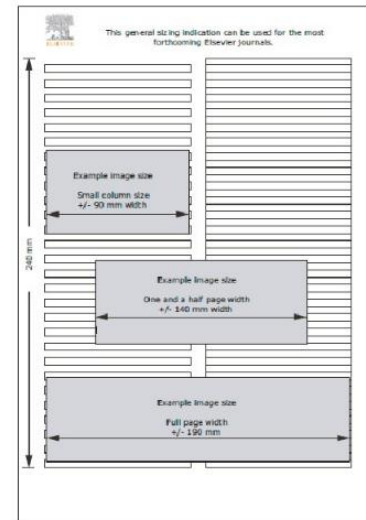 ELSEVIER
This general sizing indication can be used for the most
forthcoming Elsevier journals.
Example image size
Small column size
+/- 90 mm width
240 mm
Example image size
One and a half page width
+/- 140 mm width
Example image size
Full page width
+/- 190 mm